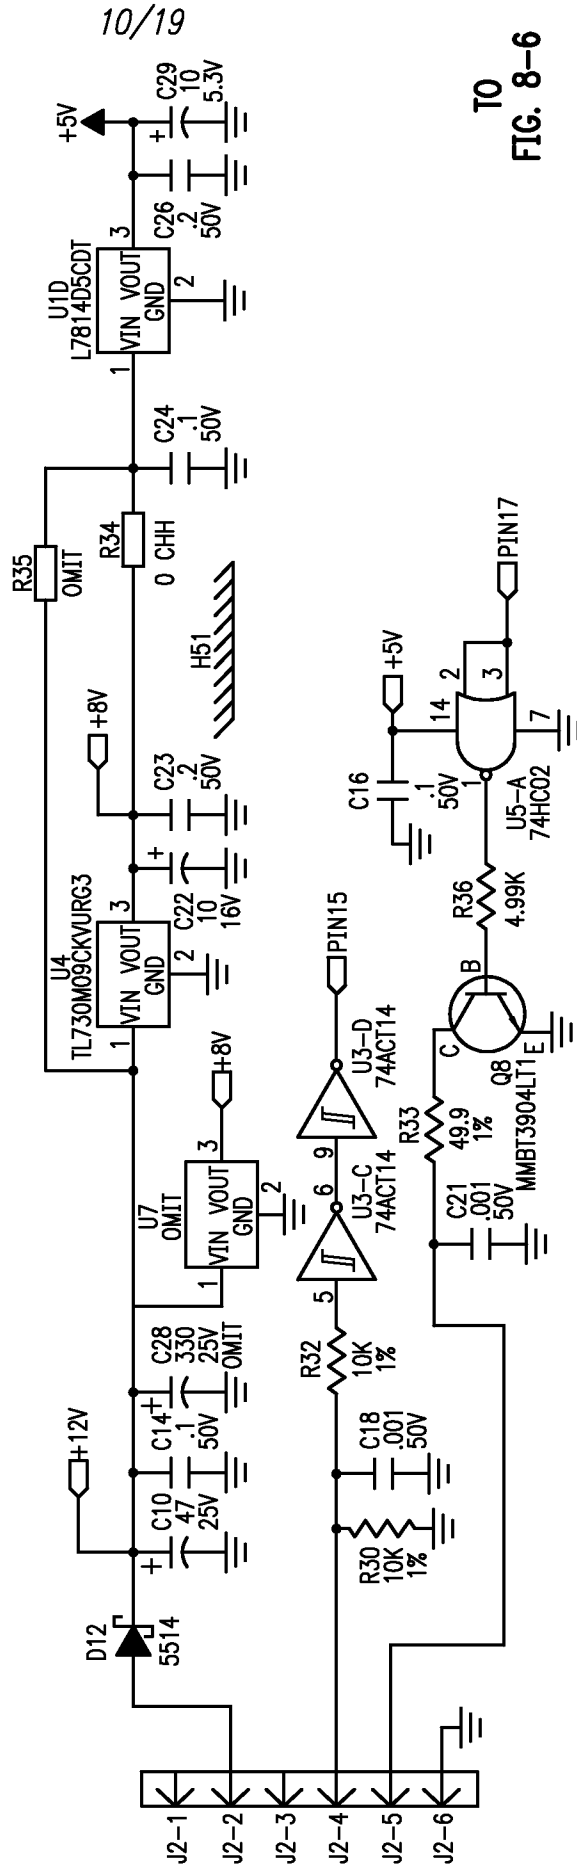 10/19
+5V
C29
10
5.3V
C26
.2
50V
U1D
L7814D5CDT
VIN VOUT
GND
1
3
2
C24
.1
50V
R35
OMIT
R34
0 CHH
H51
+8V
C23
.2
50V
C22
10
16V
U4
TL730M09CKVURG3
VIN VOUT
GND
1
3
2
U7
OMIT
VIN VOUT
GND
1
3
2
+8V
+12V
C28
330
25V
OMIT
C14
.1
50V
C10
47
25V
D12
5514
TO
FIG. 8-6
PIN15
U3-D
74ACT14
9
U3-C
74ACT14
6
5
R32
10K
1%
C18
.001
50V
R30
10K
1%
PIN17
+5V
C16
.1
50V
14
2
3
7
1
U5-A
74HC02
R36
4.99K
B
C
E
Q8
MMBT3904LT1
R33
49.9
1%
C21
.001
50V
J2-1
J2-2
J2-3
J2-4
J2-5
J2-6